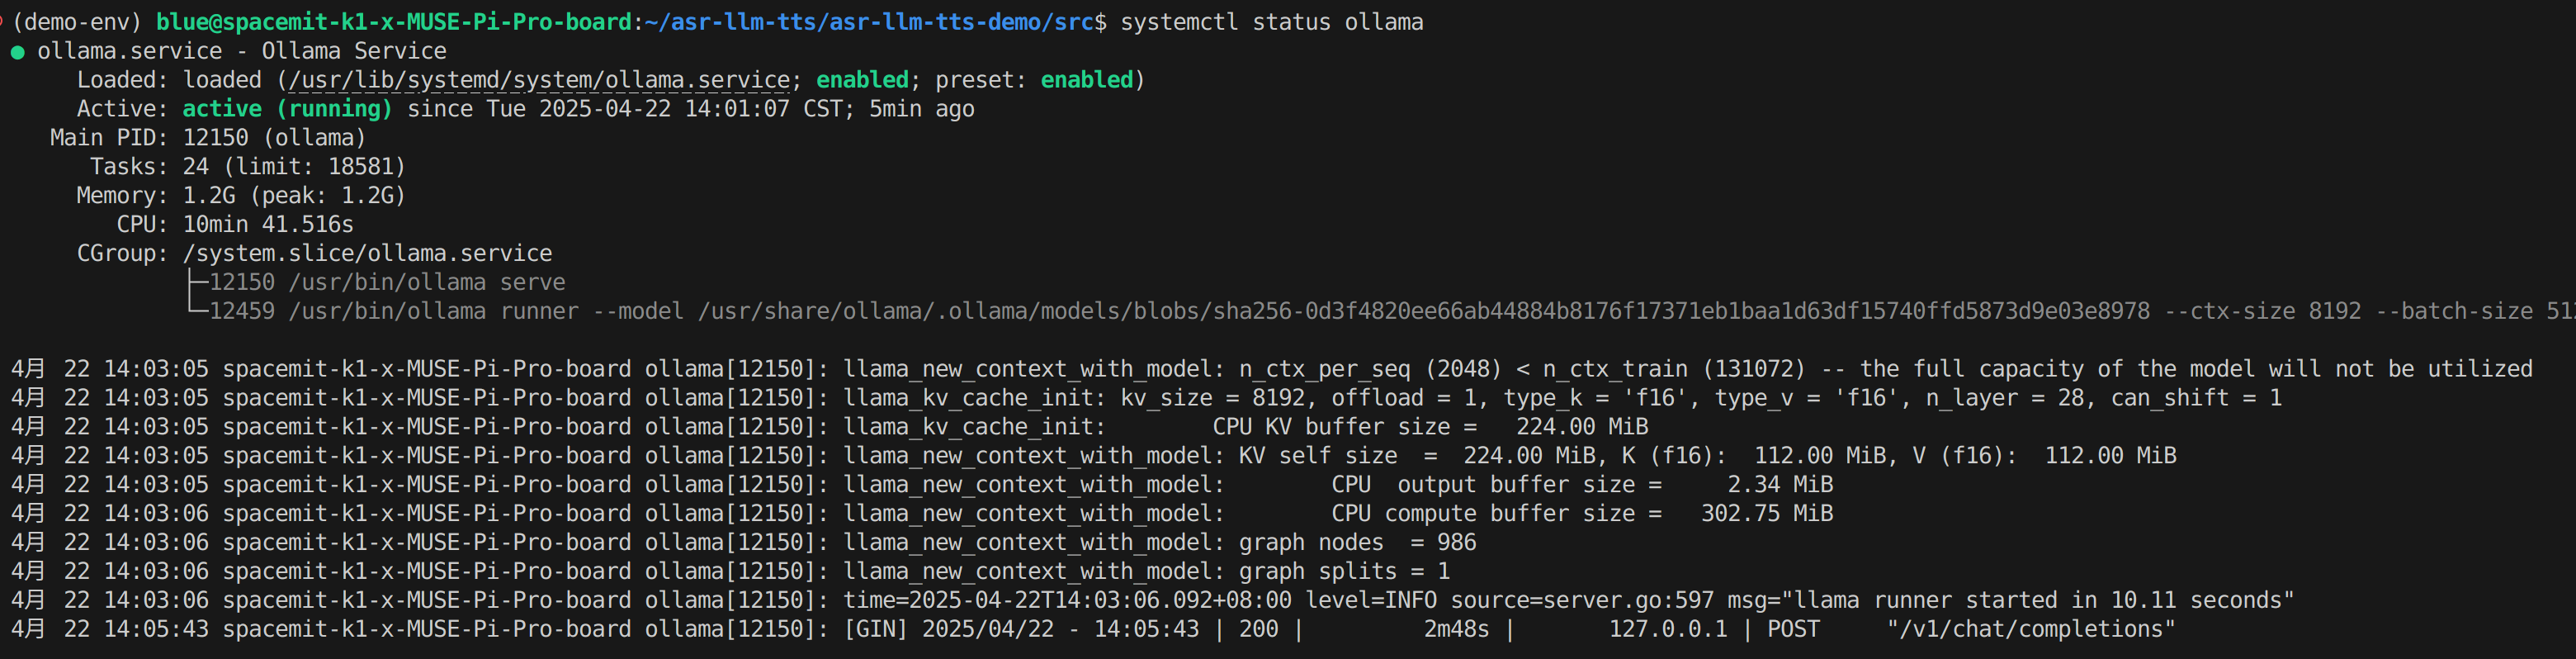 (demo-env) blue@spacemit-k1-x-MUSE-Pi-Pro-board:~/asr-llm-tts/asr-llm-tts-demo/src$ systemctl status ollama
● ollama.service - Ollama Service
Loaded: loaded (/usr/lib/systemd/system/ollama.service; enabled; preset: enabled)
Active: active (running) since Tue 2025-04-22 14:01:07 CST; 5min ago
Main PID: 12150 (ollama)
Tasks: 24 (limit: 18581)
Memory: 1.2G (peak: 1.2G)
CPU: 10min 41.516s
CGroup: /system.slice/ollama.service
├─12150 /usr/bin/ollama serve
└─12459 /usr/bin/ollama runner --model /usr/share/ollama/.ollama/models/blobs/sha256-0d3f4820ee66ab44884b8176f17371eb1baa1d63df15740ffd5873d9e03e8978 --ctx-size 8192 --batch-size 512
4月 22 14:03:05 spacemit-k1-x-MUSE-Pi-Pro-board ollama[12150]: llama_new_context_with_model: n_ctx_per_seq (2048) < n_ctx_train (131072) -- the full capacity of the model will not be utilized
4月 22 14:03:05 spacemit-k1-x-MUSE-Pi-Pro-board ollama[12150]: llama_kv_cache_init: kv_size = 8192, offload = 1, type_k = 'f16', type_v = 'f16', n_layer = 28, can_shift = 1
4月 22 14:03:05 spacemit-k1-x-MUSE-Pi-Pro-board ollama[12150]: llama_kv_cache_init: CPU KV buffer size = 224.00 MiB
4月 22 14:03:05 spacemit-k1-x-MUSE-Pi-Pro-board ollama[12150]: llama_new_context_with_model: KV self size = 224.00 MiB, K (f16): 112.00 MiB, V (f16): 112.00 MiB
4月 22 14:03:05 spacemit-k1-x-MUSE-Pi-Pro-board ollama[12150]: llama_new_context_with_model: CPU output buffer size = 2.34 MiB
4月 22 14:03:06 spacemit-k1-x-MUSE-Pi-Pro-board ollama[12150]: llama_new_context_with_model: CPU compute buffer size = 302.75 MiB
4月 22 14:03:06 spacemit-k1-x-MUSE-Pi-Pro-board ollama[12150]: llama_new_context_with_model: graph nodes = 986
4月 22 14:03:06 spacemit-k1-x-MUSE-Pi-Pro-board ollama[12150]: llama_new_context_with_model: graph splits = 1
4月 22 14:03:06 spacemit-k1-x-MUSE-Pi-Pro-board ollama[12150]: time=2025-04-22T14:03:06.092+08:00 level=INFO source=server.go:597 msg="llama runner started in 10.11 seconds"
4月 22 14:05:43 spacemit-k1-x-MUSE-Pi-Pro-board ollama[12150]: [GIN] 2025/04/22 - 14:05:43 | 200 | 2m48s | 127.0.0.1 | POST "/v1/chat/completions"